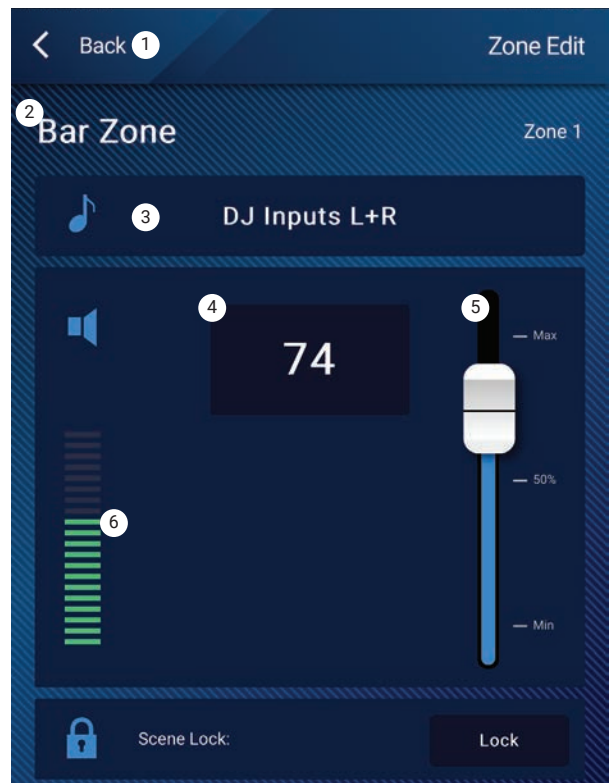 Back 1 Zone Edit
2
Bar Zone Zone 1
3 DJ Inputs L+R
4 5
74
Max
50%
6
Min
Scene Lock: Lock